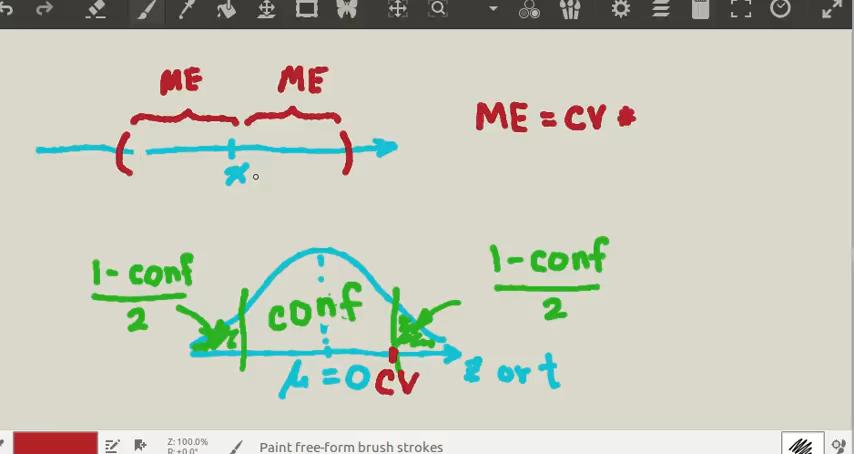 ME ME
ME = CV *
x
1 - conf
2
conf
1 - conf
2
μ = 0 CV z or t
Z: 100.0%
R: +0.0°
Paint free-form brush strokes